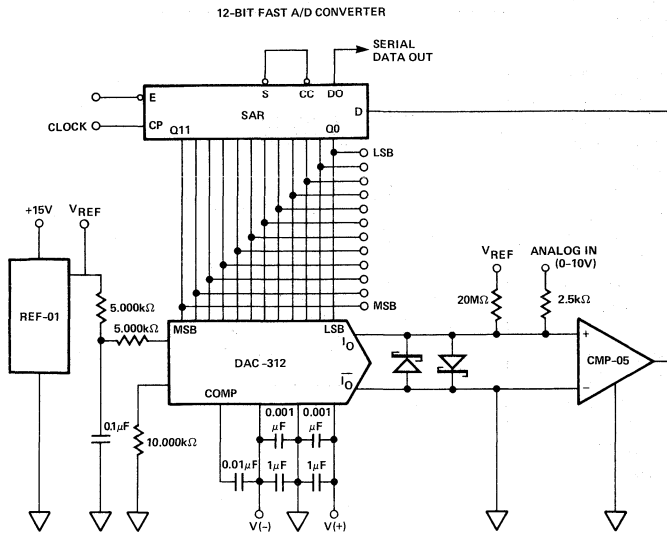 12-BIT FAST A/D CONVERTER
SERIAL
DATA OUT
S CC DO
E
SAR
D
CLOCK
CP
Q11 Q0
LSB
+15V
VREF
VREF
ANALOG IN
(0–10V)
5.000kΩ
20MΩ
2.5kΩ
REF-01
5.000kΩ
MSB
MSB
LSB
IO
+
DAC-312
CMP-05
IO
−
COMP
0.1μF
10.000kΩ
0.001
μF
0.001
μF
0.01μF
1μF
1μF
V(−)
V(+)